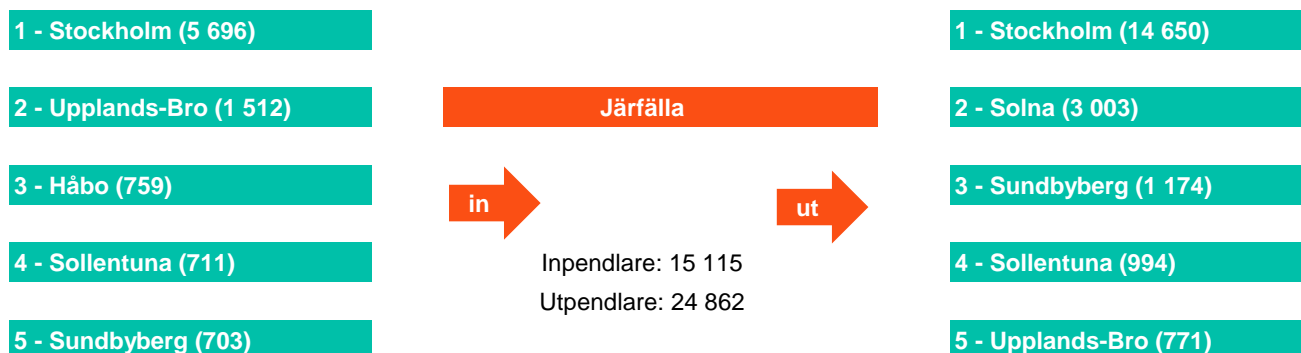 1 - Stockholm (5 696)
2 - Upplands-Bro (1 512)
3 - Håbo (759)
4 - Sollentuna (711)
5 - Sundbyberg (703)
Järfälla
in
ut
Inpendlare: 15 115
Utpendlare: 24 862
1 - Stockholm (14 650)
2 - Solna (3 003)
3 - Sundbyberg (1 174)
4 - Sollentuna (994)
5 - Upplands-Bro (771)